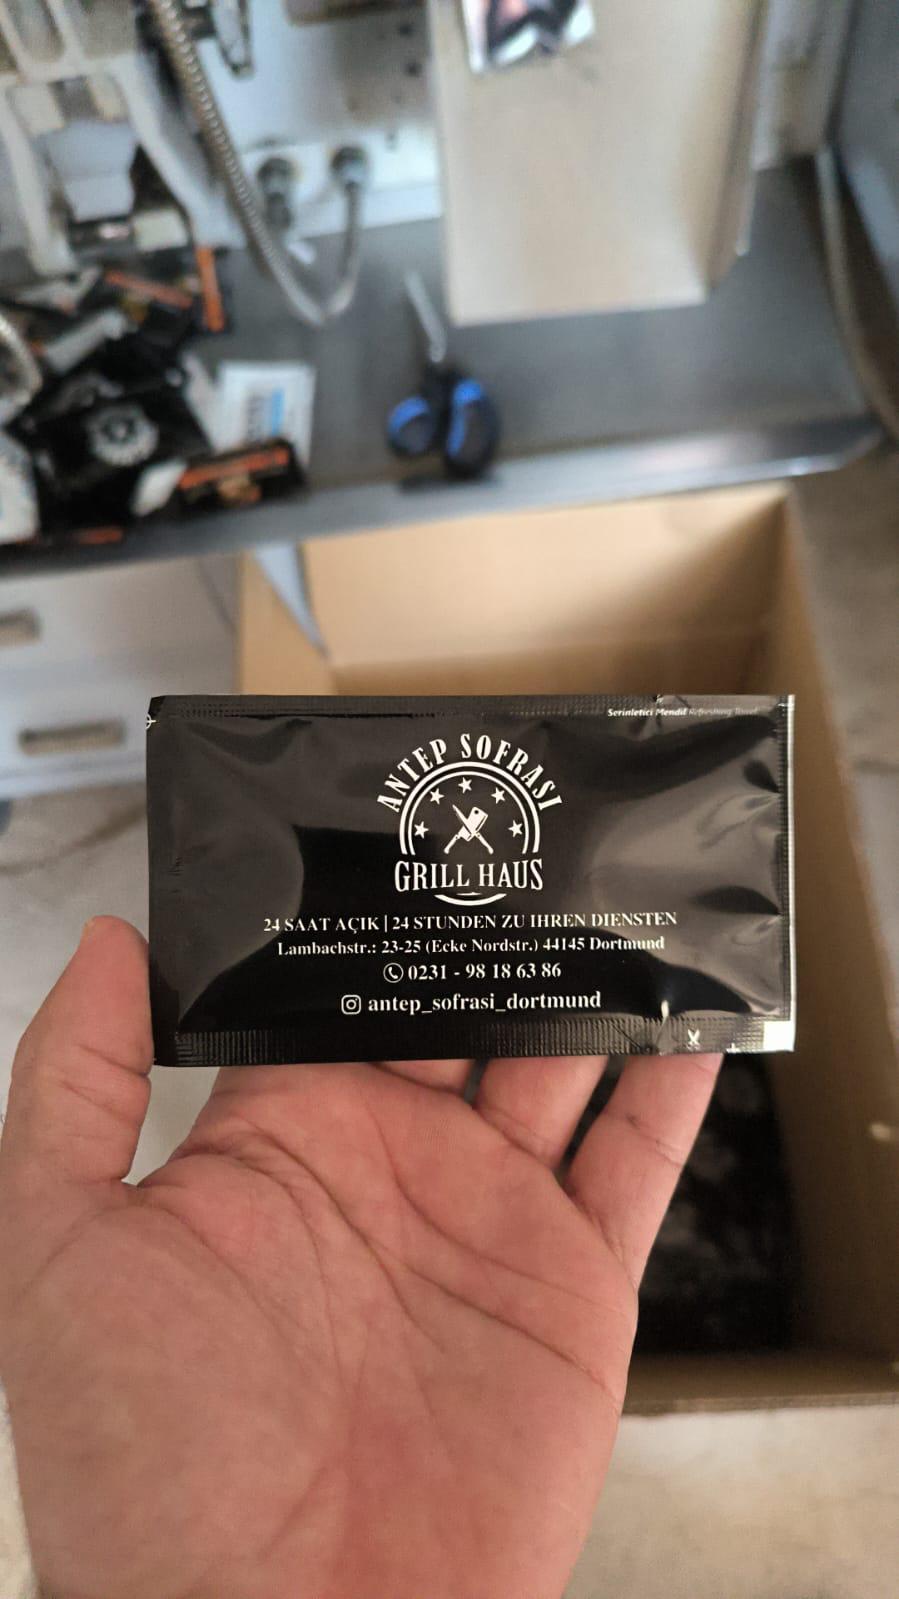 Serinletici Mendil Refreshing Towel
ANTEP SOFRASI
GRILL HAUS
24 SAAT AÇIK | 24 STUNDEN ZU IHREN DIENSTEN
Lambachstr.: 23-25 (Ecke Nordstr.) 44145 Dortmund
0231 - 98 18 63 86
antep_sofrasi_dortmund